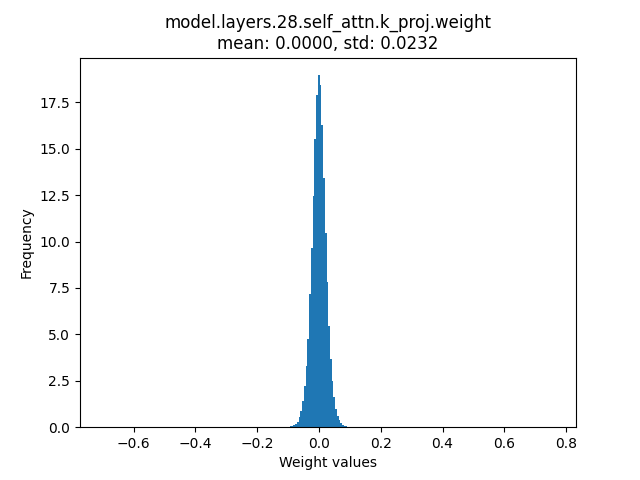 model.layers.28.self_attn.k_proj.weight
mean: 0.0000, std: 0.0232
17.5
15.0
12.5
10.0
7.5
5.0
2.5
0.0
Frequency
−0.6 −0.4 −0.2 0.0 0.2 0.4 0.6 0.8
Weight values